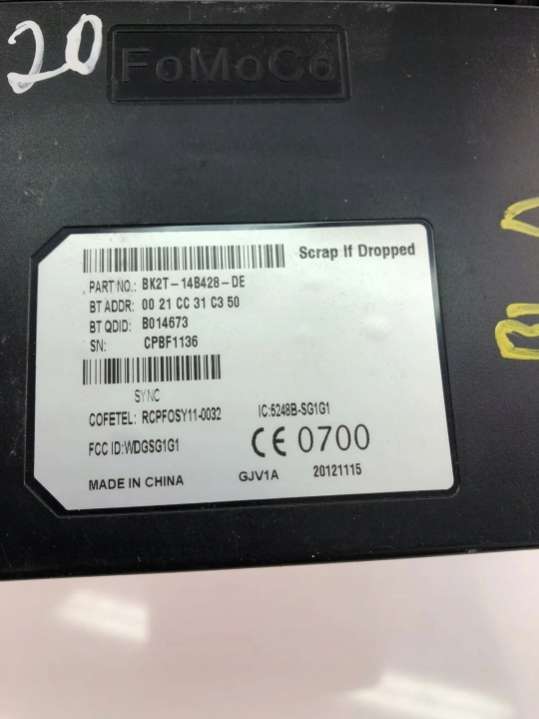 20
FoMoCo
Scrap If Dropped
PART NO.: BK2T-14B428-DE
BT ADDR: 00 21 CC 31 C3 50
BT QDID: B014673
SN: CPBF1136
SYNC
COFETEL: RCPFOSY11-0032 IC:5248B-SG1G1
FCC ID:WDGSG1G1 CE 0700
MADE IN CHINA GJV1A 20121115